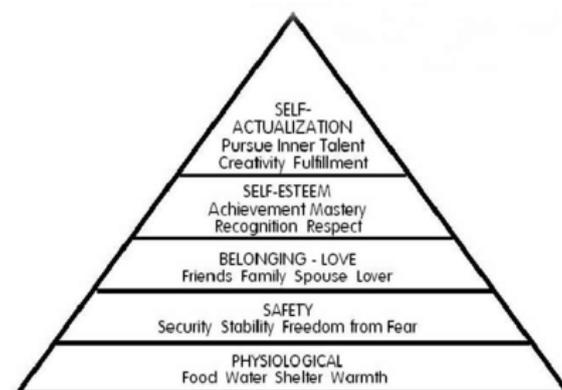 SELF-
ACTUALIZATION
Pursue Inner Talent
Creativity Fulfillment
SELF-ESTEEM
Achievement Mastery
Recognition Respect
BELONGING - LOVE
Friends Family Spouse Lover
SAFETY
Security Stability Freedom from Fear
PHYSIOLOGICAL
Food Water Shelter Warmth